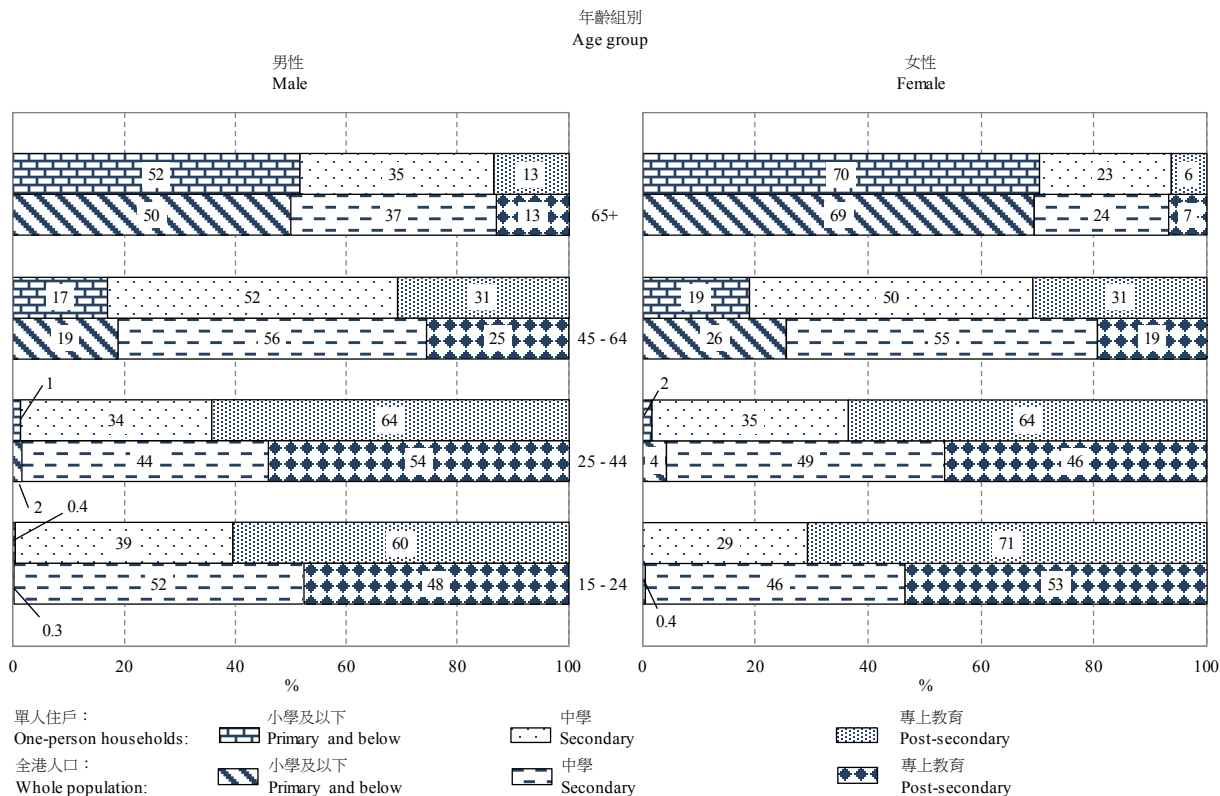 年齡組別
Age group
男性
Male
女性
Female
52 35 13
50 37 13
65+
70 23 6
69 24 7
17 52 31
19 56 25
45 - 64
19 50 31
26 55 19
1
34 64
44 54
2
25 - 44
2
35 64
4 49 46
0.4
39 60
52 48
0.3
15 - 24
29 71
46 53
0.4
0 20 40 60 80 100
%
0 20 40 60 80 100
%
單人住戶： 小學及以下 中學 專上教育
One-person households: Primary and below Secondary Post-secondary
全港人口： 小學及以下 中學 專上教育
Whole population: Primary and below Secondary Post-secondary